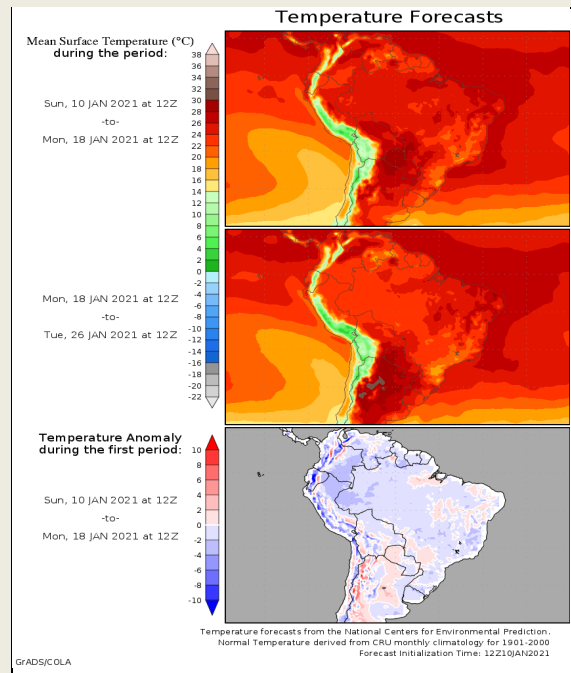 Temperature Forecasts
Mean Surface Temperature (°C)
during the period:
Sun, 10 JAN 2021 at 12Z
-to-
Mon, 18 JAN 2021 at 12Z
38
36
34
32
30
28
26
24
22
20
18
16
14
12
10
8
6
4
2
0
-2
-4
-6
-8
-10
-12
-14
-16
-18
-20
-22
Mon, 18 JAN 2021 at 12Z
-to-
Tue, 26 JAN 2021 at 12Z
Temperature Anomaly
during the first period:
Sun, 10 JAN 2021 at 12Z
-to-
Mon, 18 JAN 2021 at 12Z
10
8
6
4
2
0
-2
-4
-6
-8
-10
Temperature forecasts from the National Centers for Environmental Prediction.
Normal Temperature derived from CRU monthly climatology for 1901-2000
Forecast Initialization Time: 12Z10JAN2021
GrADS/COLA